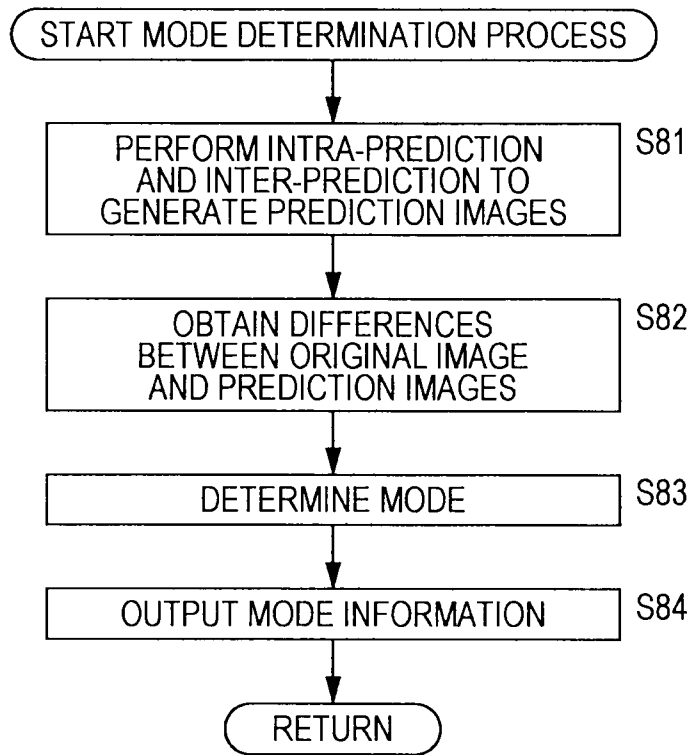 START MODE DETERMINATION PROCESS
PERFORM INTRA-PREDICTION
AND INTER-PREDICTION TO
GENERATE PREDICTION IMAGES
S81
OBTAIN DIFFERENCES
BETWEEN ORIGINAL IMAGE
AND PREDICTION IMAGES
S82
DETERMINE MODE
S83
OUTPUT MODE INFORMATION
S84
RETURN